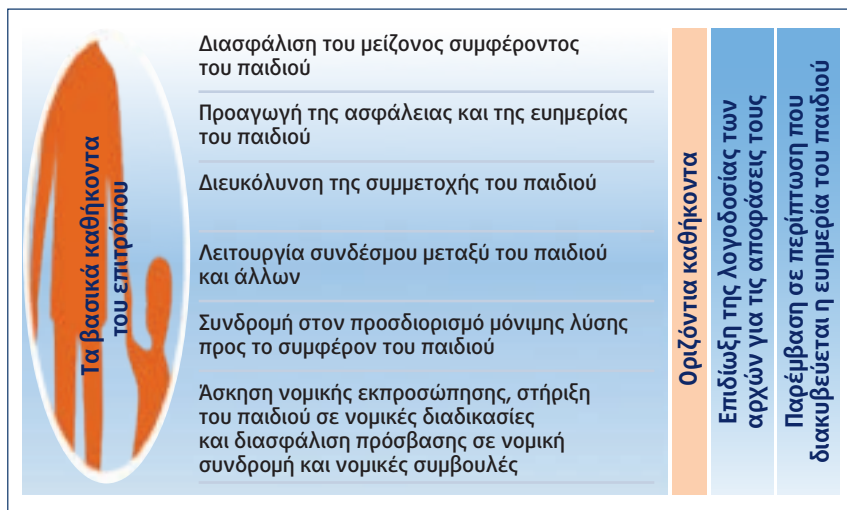 Τα βασικά καθήκοντα
του επιτρόπου
Διασφάλιση του μείζονος συμφέροντος
του παιδιού
Προαγωγή της ασφάλειας και της ευημερίας
του παιδιού
Διευκόλυνση της συμμετοχής του παιδιού
Λειτουργία συνδέσμου μεταξύ του παιδιού
και άλλων
Συνδρομή στον προσδιορισμό μόνιμης λύσης
προς το συμφέρον του παιδιού
Άσκηση νομικής εκπροσώπησης, στήριξη
του παιδιού σε νομικές διαδικασίες
και διασφάλιση πρόσβασης σε νομική
συνδρομή και νομικές συμβουλές
Οριζόντια καθήκοντα
Επιδίωξη της λογοδοσίας των
αρχών για τις αποφάσεις τους
Παρέμβαση σε περίπτωση που
διακυβεύεται η ευημερία του παιδιού